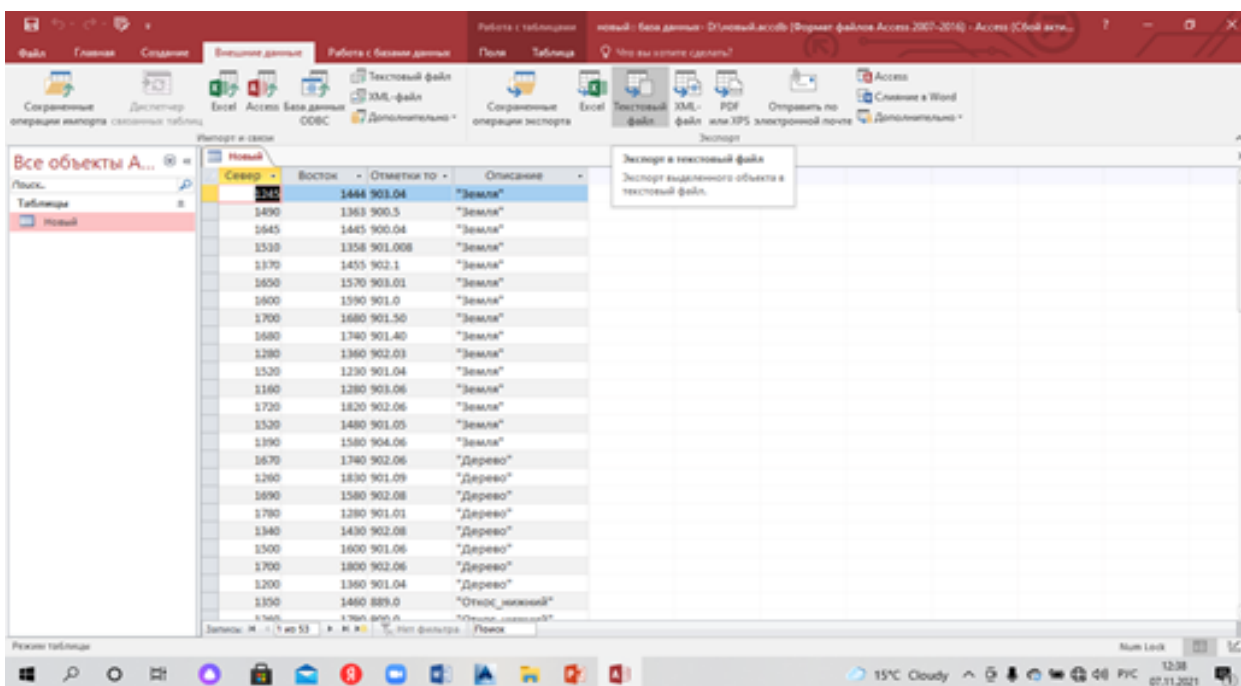 Работа с таблицами новый : база данных- D:\новый.accdb (Формат файлов Access 2007–2016) - Access (Сбой акти...
Файл Главная Создание Внешние данные Работа с базами данных Поля Таблица Что вы хотите сделать?
Сохраненные операции импорта
Диспетчер связанных таблиц
Excel
Access
База данных ODBC
Текстовый файл
XML-файл
Дополнительно
Импорт и связи
Сохраненные операции экспорта
Excel
Текстовый файл
XML-файл
PDF или XPS
Отправить по электронной почте
Access
Слияние с Word
Дополнительно
Экспорт
Экспорт в текстовый файл
Экспорт выделенного объекта в
текстовый файл.
Все объекты A...
Поиск...
Таблицы
Новый
Новый
Север Восток Отметки то Описание
1245 1444 903.04 "Земля"
1490 1363 900.5 "Земля"
1645 1445 900.04 "Земля"
1510 1358 901.008 "Земля"
1370 1455 902.1 "Земля"
1650 1570 903.01 "Земля"
1600 1590 901.0 "Земля"
1700 1680 901.50 "Земля"
1680 1740 901.40 "Земля"
1280 1360 902.03 "Земля"
1520 1230 901.04 "Земля"
1160 1280 903.06 "Земля"
1720 1820 902.06 "Земля"
1520 1480 901.05 "Земля"
1390 1580 904.06 "Земля"
1670 1740 902.06 "Дерево"
1260 1830 901.09 "Дерево"
1690 1580 902.08 "Дерево"
1780 1280 901.01 "Дерево"
1340 1430 902.08 "Дерево"
1500 1600 901.06 "Дерево"
1700 1800 902.06 "Дерево"
1200 1360 901.04 "Дерево"
1350 1460 889.0 "Откос_нижний"
Запись: 1 из 53 Нет фильтра Поиск
Режим таблицы Num Lock
15°C Cloudy РУС 12:38
07.11.2021